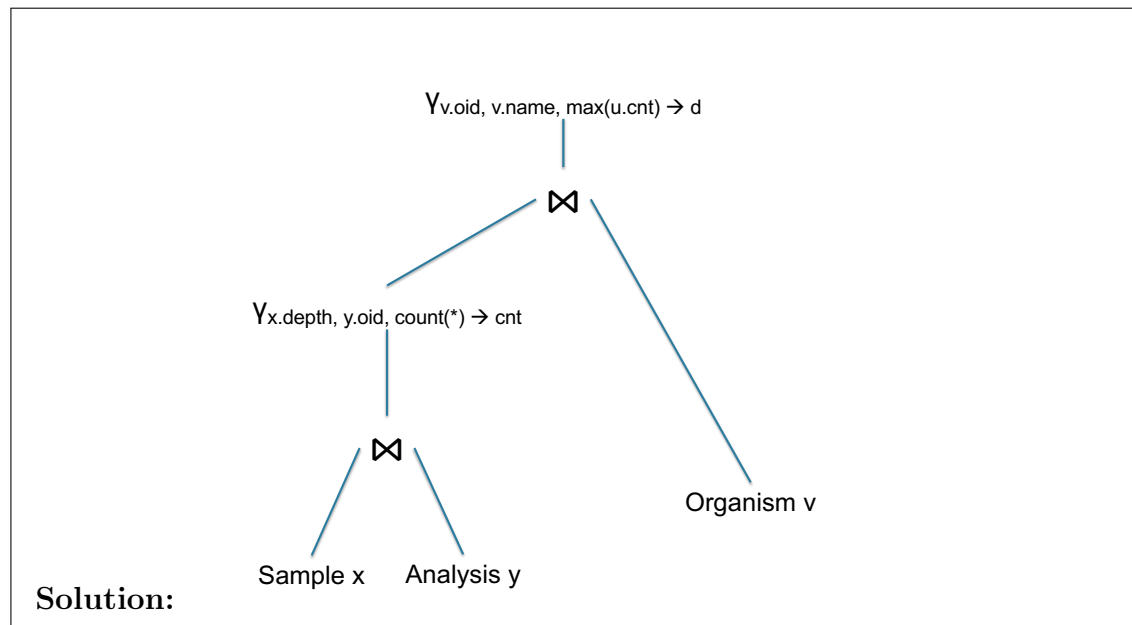 γv.oid, v.name, max(u.cnt) → d
⋈
γx.depth, y.oid, count(*) → cnt
⋈
Organism v
Sample x Analysis y
Solution: